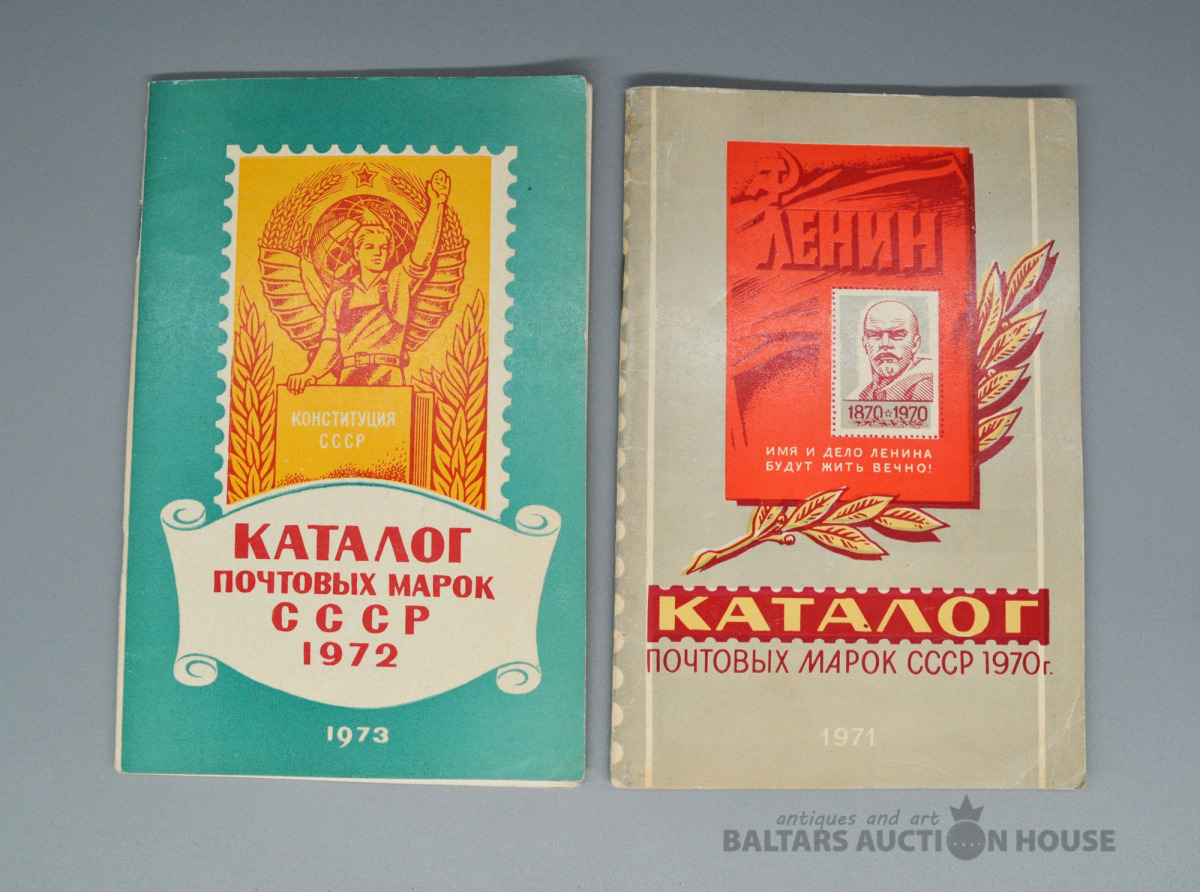 КОНСТИТУЦИЯ
СССР
КАТАЛОГ
ПОЧТОВЫХ МАРОК
СССР
1972
1973
ЛЕНИН
1870☆1970
ИМЯ И ДЕЛО ЛЕНИНА
БУДУТ ЖИТЬ ВЕЧНО!
КАТАЛОГ
ПОЧТОВЫХ МАРОК СССР 1970г.
1971
antiques and art
BALTARS AUCTION HOUSE